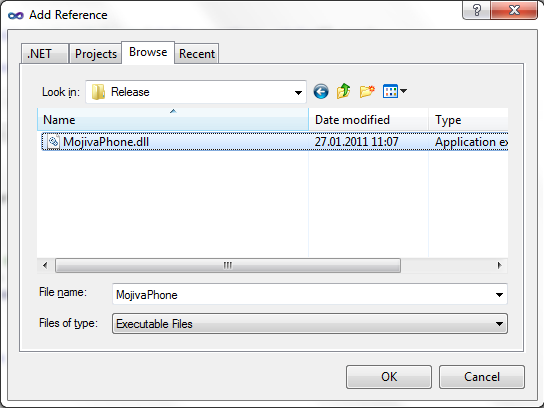 Add Reference
.NET Projects Browse Recent
Look in: Release
Name Date modified Type
MojivaPhone.dll 27.01.2011 11:07 Application ex
File name: MojivaPhone
Files of type: Executable Files
OK Cancel